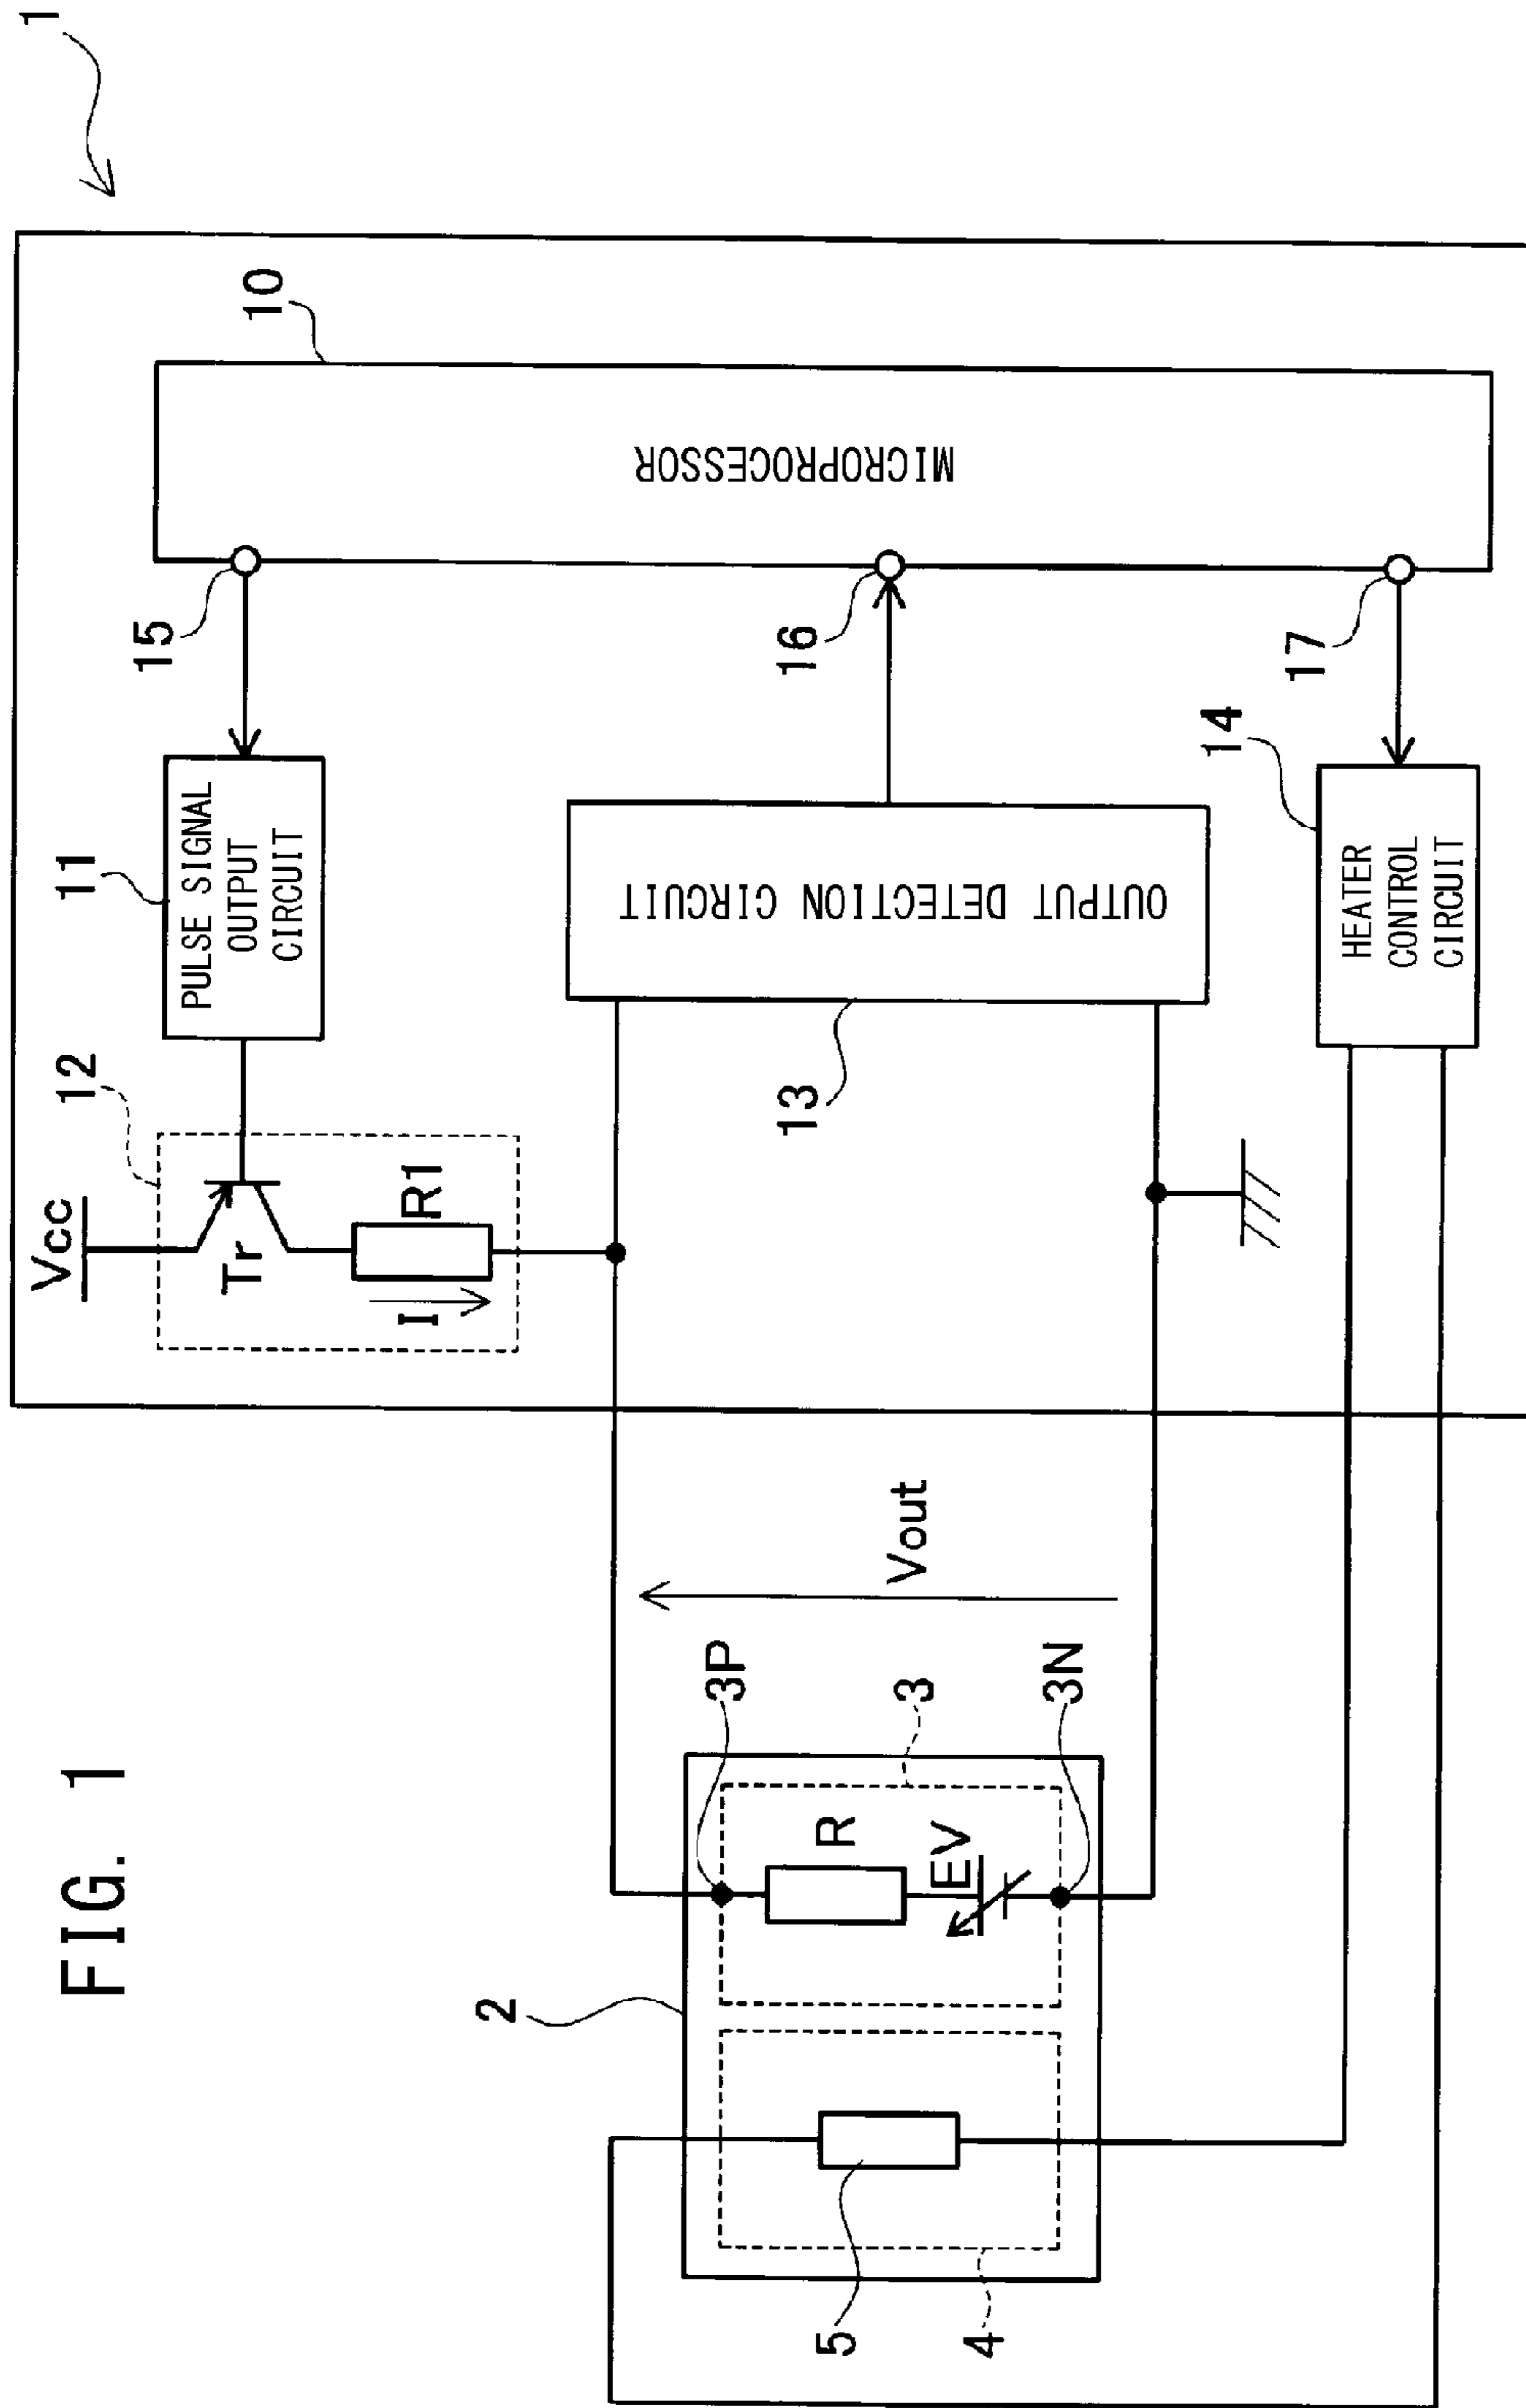 FIG. 1
1
10
MICROPROCESSOR
15
16
17
11
PULSE SIGNAL
OUTPUT
CIRCUIT
12
Vcc
Tr
R1
I
OUTPUT DETECTION CIRCUIT
13
14
HEATER
CONTROL
CIRCUIT
Vout
3P
3
3N
R
EV
2
5
4